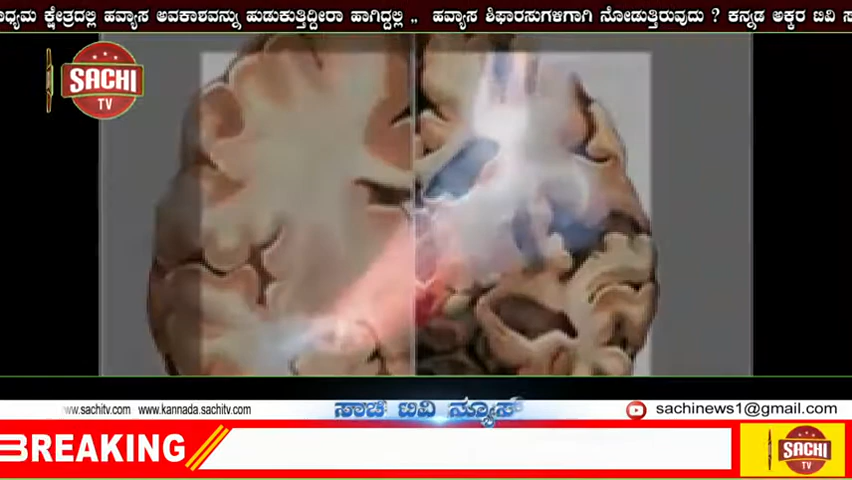 ಾಧ್ಯಮ ಕ್ಷೇತ್ರದಲ್ಲಿ ಹವ್ಯಾಸ ಅವಕಾಶವನ್ನು ಹುಡುಕುತ್ತಿದ್ದೀರಾ ಹಾಗಿದ್ದಲ್ಲಿ ,, ಹವ್ಯಾಸ ಶಿಫಾರಸುಗಳಿಗಾಗಿ ನೋಡುತ್ತಿರುವುದು ? ಕನ್ನಡ ಅಕ್ಕರ ಟಿವಿ ಸ
SACHI
TV
www.sachitv.com www.kannada.sachitv.com
ಸಾಚಿ ಟಿವಿ ನ್ಯೂಸ್
sachinews1@gmail.com
BREAKING
SACHI
TV